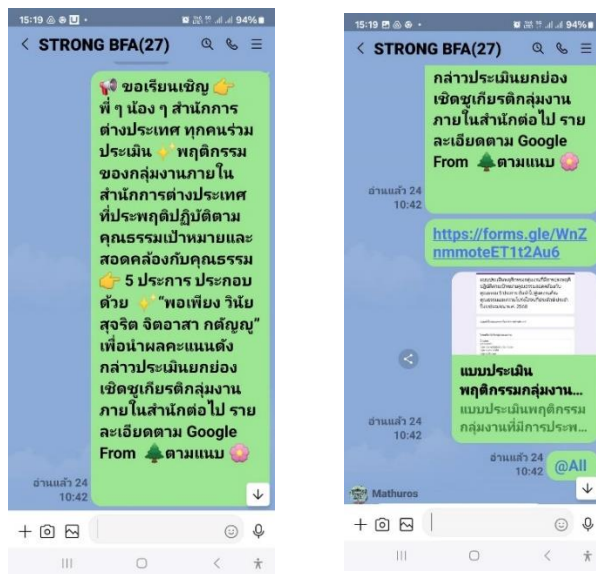 15:19
94%
STRONG BFA(27)
📢 ขอเรียนเชิญ 👉
พี่ ๆ น้อง ๆ สำนักการ
ต่างประเทศ ทุกคนร่วม
ประเมิน ✨พฤติกรรม
ของกลุ่มงานภายใน
สำนักการต่างประเทศ
ที่ประพฤติปฏิบัติตาม
คุณธรรมเป้าหมายและ
สอดคล้องกับคุณธรรม
👉 5 ประการ ประกอบ
ด้วย ✨“พอเพียง วินัย
สุจริต จิตอาสา กตัญญู”
เพื่อนำผลคะแนนดัง
กล่าวประเมินยกย่อง
เชิดชูเกียรติกลุ่มงาน
ภายในสำนักต่อไป ราย
ละเอียดตาม Google
From 🌲ตามแนบ 🌸
อ่านแล้ว 24
10:42
15:19
94%
STRONG BFA(27)
กล่าวประเมินยกย่อง
เชิดชูเกียรติกลุ่มงาน
ภายในสำนักต่อไป ราย
ละเอียดตาม Google
From 🌲ตามแนบ 🌸
อ่านแล้ว 24
10:42
https://forms.gle/WnZ
nmmoteET1t2Au6
แบบประเมิน
พฤติกรรมกลุ่มงาน...
แบบประเมินพฤติกรรม
กลุ่มงานที่มีการประพ...
อ่านแล้ว 24
10:42
อ่านแล้ว 24
10:42
@All
Mathuros